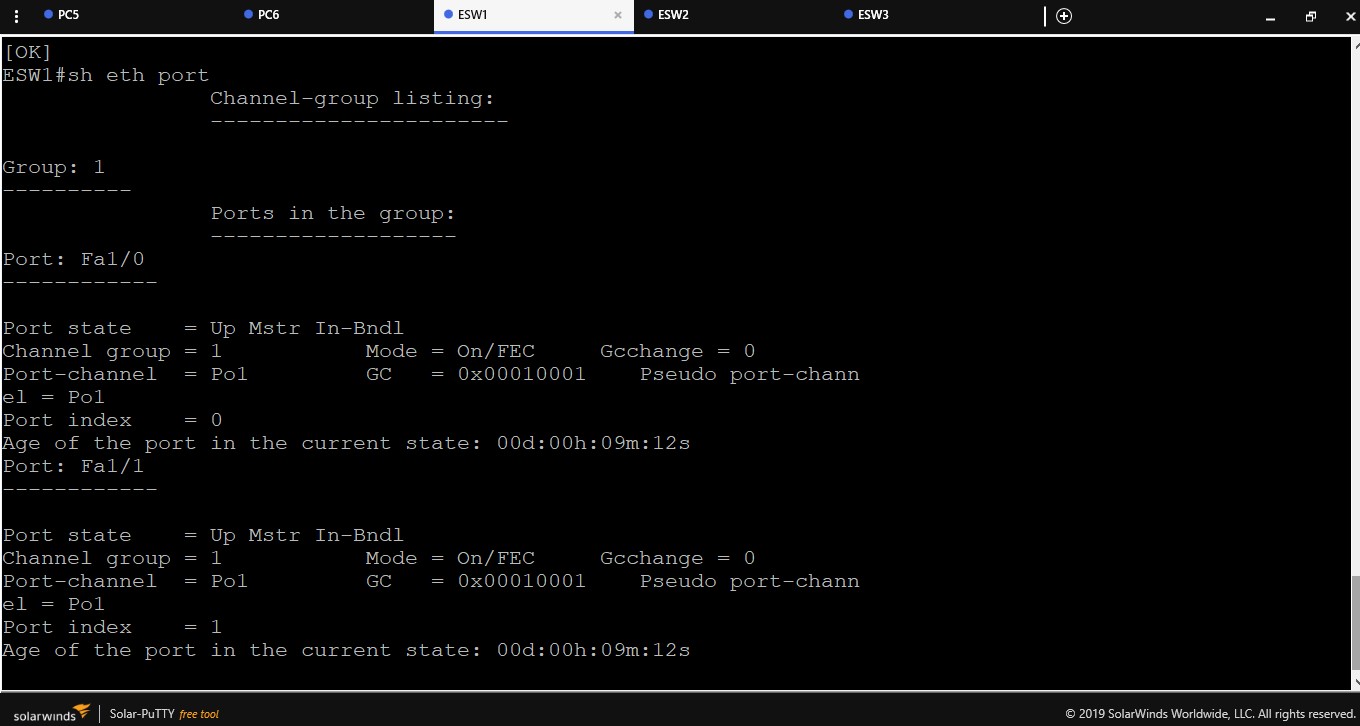 PC5 PC6 ESW1 × ESW2 ESW3
[OK]
ESW1#sh eth port
Channel-group listing:
-----------------------
Group: 1
----------
Ports in the group:
-------------------
Port: Fa1/0
------------
Port state    = Up Mstr In-Bndl
Channel group = 1           Mode = On/FEC     Gcchange = 0
Port-channel  = Po1         GC   = 0x00010001    Pseudo port-chann
el = Po1
Port index    = 0
Age of the port in the current state: 00d:00h:09m:12s
Port: Fa1/1
------------
Port state    = Up Mstr In-Bndl
Channel group = 1           Mode = On/FEC     Gcchange = 0
Port-channel  = Po1         GC   = 0x00010001    Pseudo port-chann
el = Po1
Port index    = 1
Age of the port in the current state: 00d:00h:09m:12s
solarwinds Solar-PuTTY free tool © 2019 SolarWinds Worldwide, LLC. All rights reserved.